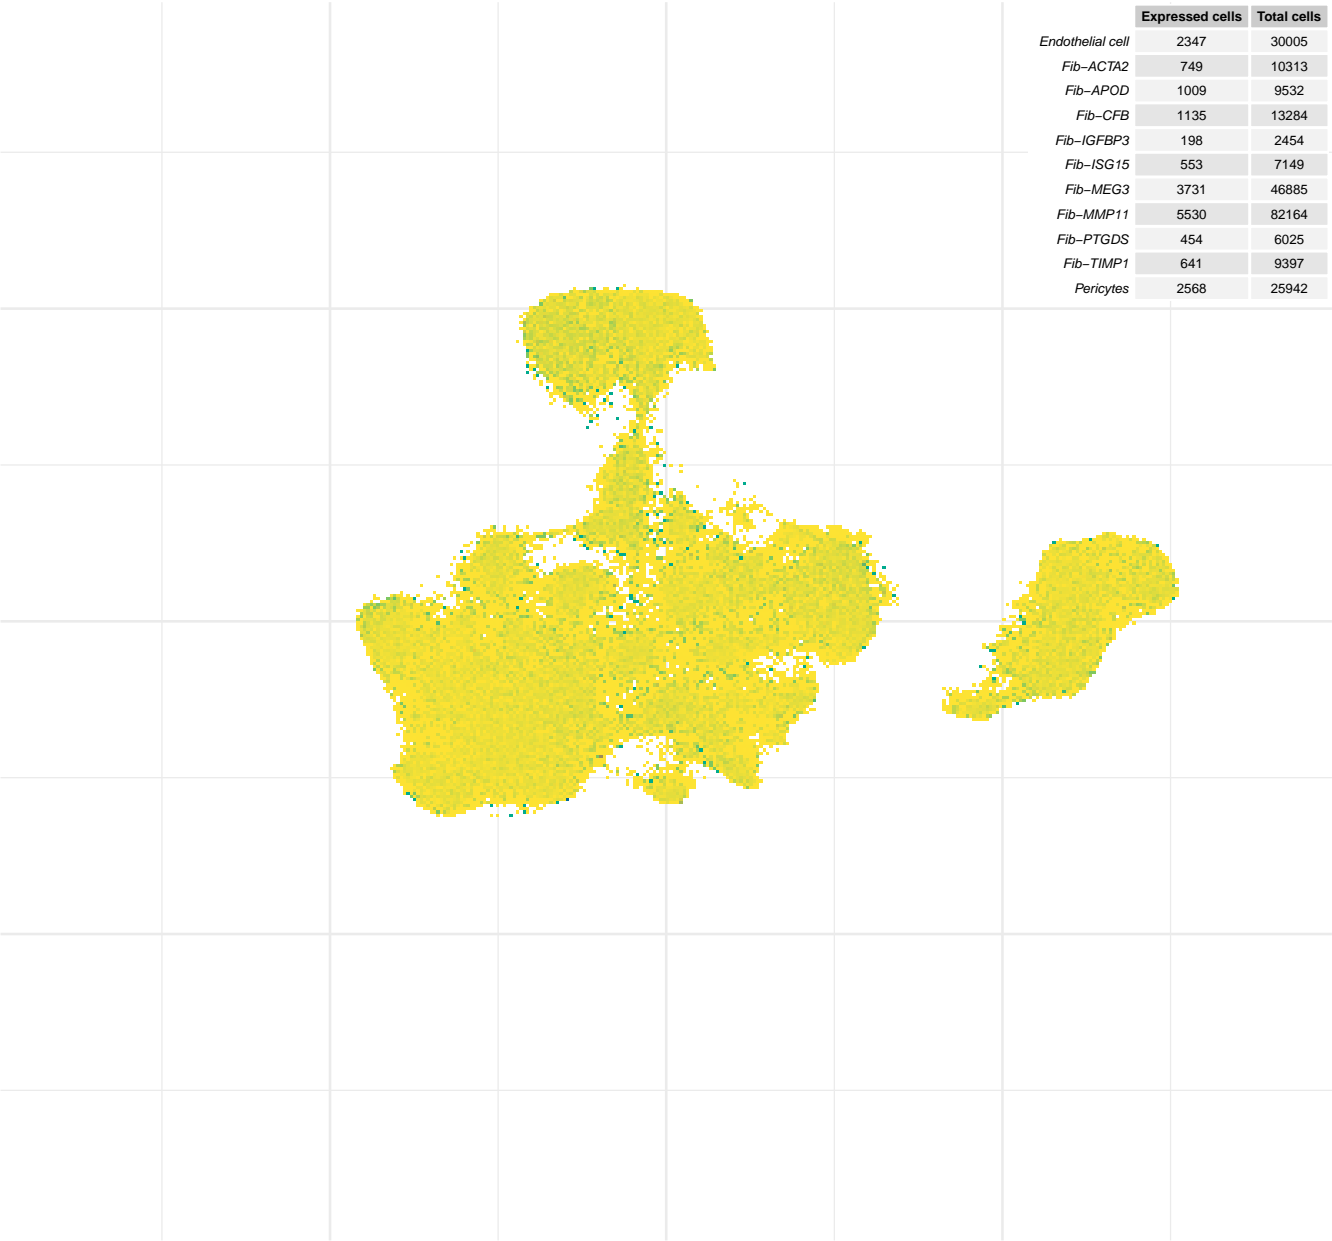 Expressed cells Total cells
Endothelial cell 2347 30005
Fib−ACTA2 749 10313
Fib−APOD 1009 9532
Fib−CFB 1135 13284
Fib−IGFBP3 198 2454
Fib−ISG15 553 7149
Fib−MEG3 3731 46885
Fib−MMP11 5530 82164
Fib−PTGDS 454 6025
Fib−TIMP1 641 9397
Pericytes 2568 25942